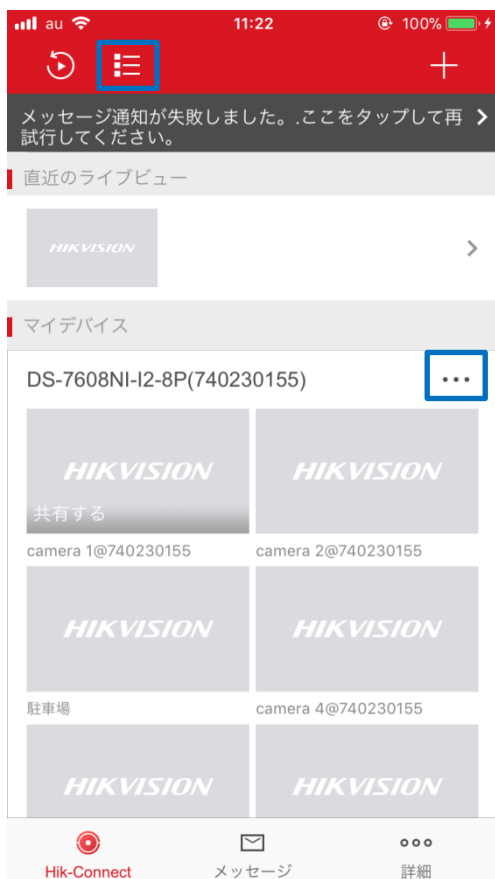 au 11:22 100%
メッセージ通知が失敗しました。.ここをタップして再
試行してください。
直近のライブビュー
HIKVISION
マイデバイス
DS-7608NI-I2-8P(740230155)
HIKVISION HIKVISION
共有する
camera 1@740230155 camera 2@740230155
HIKVISION HIKVISION
駐車場 camera 4@740230155
HIKVISION HIKVISION
Hik-Connect メッセージ 詳細